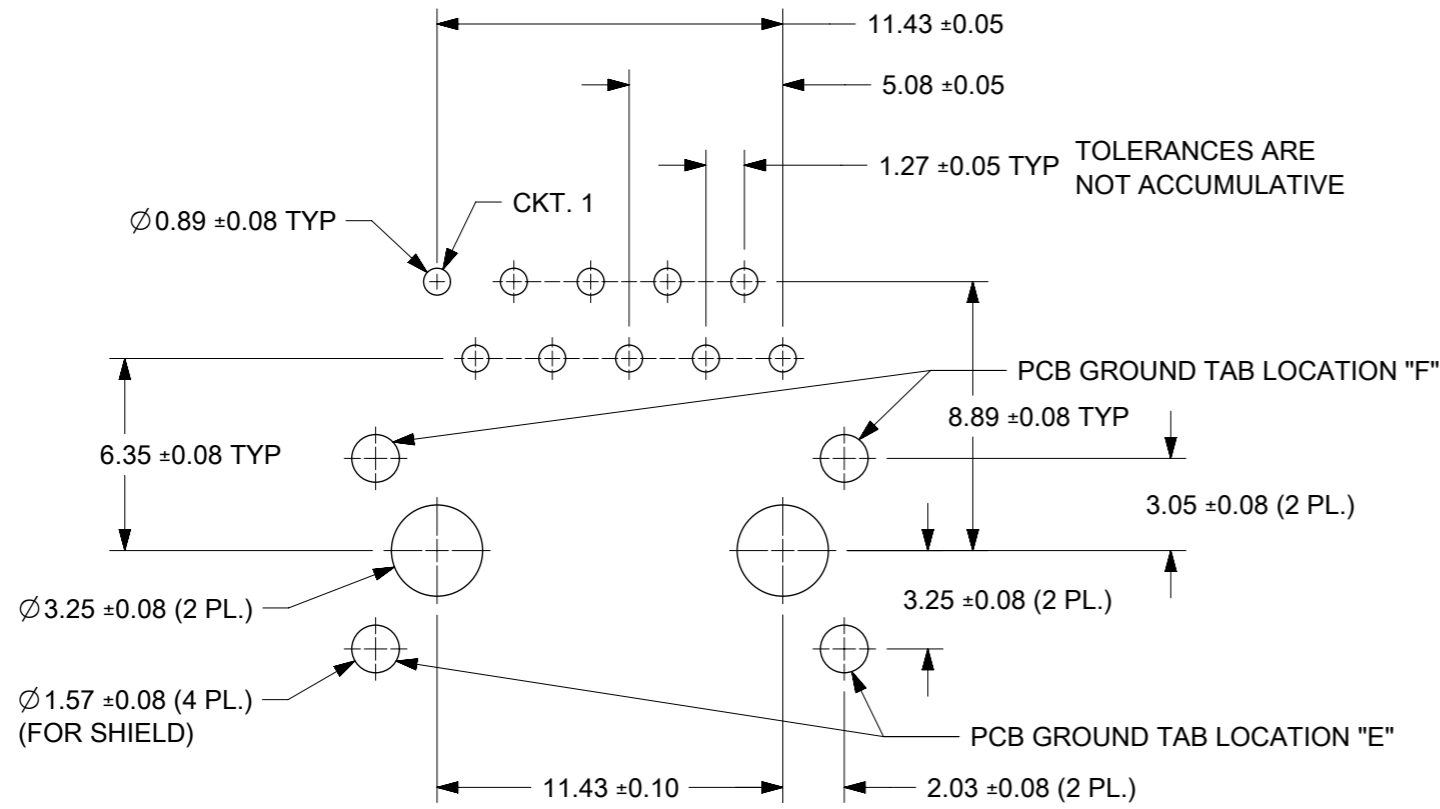 11.43 ±0.05
5.08 ±0.05
1.27 ±0.05 TYP
TOLERANCES ARE
NOT ACCUMULATIVE
CKT. 1
∅0.89 ±0.08 TYP
PCB GROUND TAB LOCATION "F"
8.89 ±0.08 TYP
6.35 ±0.08 TYP
3.05 ±0.08 (2 PL.)
3.25 ±0.08 (2 PL.)
∅3.25 ±0.08 (2 PL.)
∅1.57 ±0.08 (4 PL.)
(FOR SHIELD)
PCB GROUND TAB LOCATION "E"
11.43 ±0.10
2.03 ±0.08 (2 PL.)